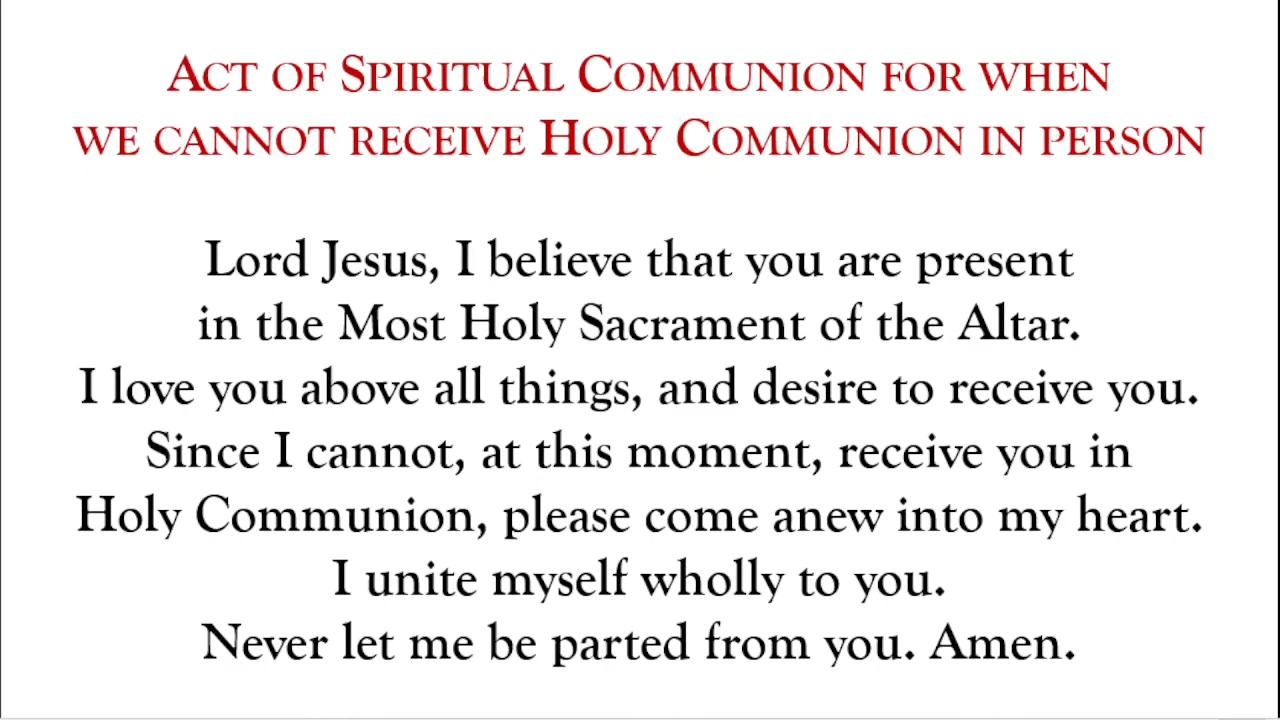 Act of Spiritual Communion for when
we cannot receive Holy Communion in person
Lord Jesus, I believe that you are present
in the Most Holy Sacrament of the Altar.
I love you above all things, and desire to receive you.
Since I cannot, at this moment, receive you in
Holy Communion, please come anew into my heart.
I unite myself wholly to you.
Never let me be parted from you. Amen.